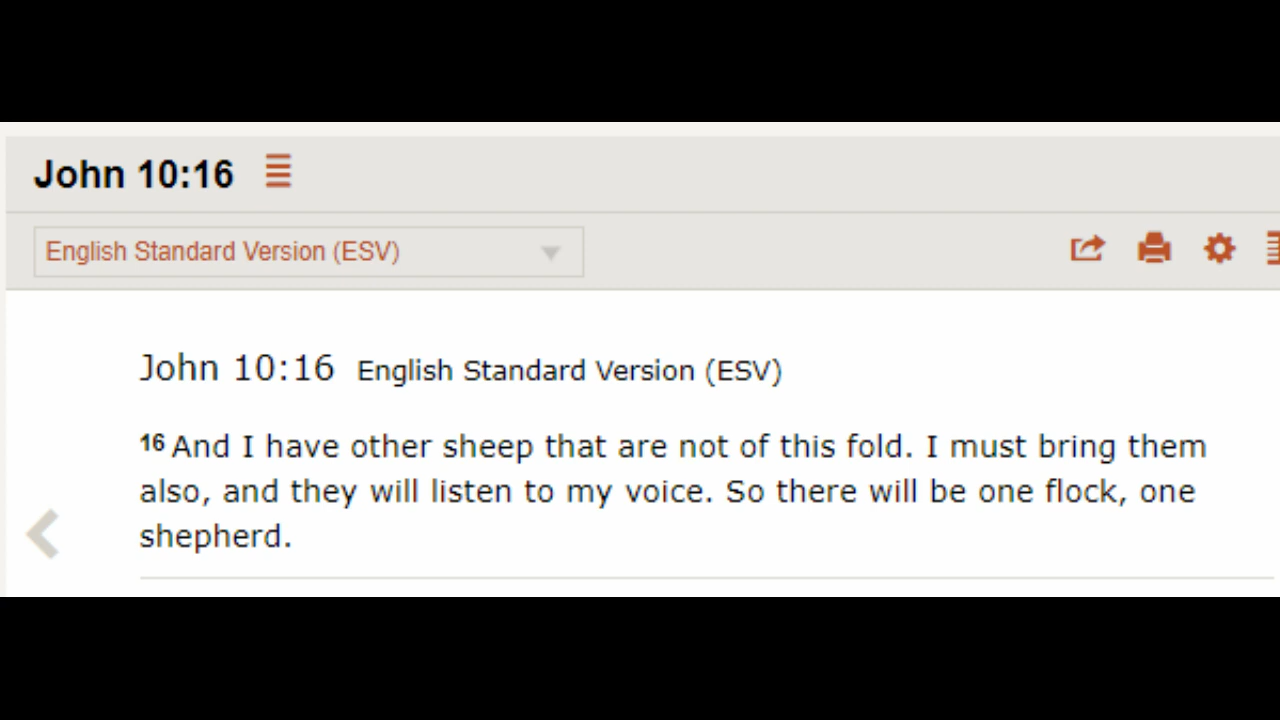 John 10:16
English Standard Version (ESV)
John 10:16 English Standard Version (ESV)
16 And I have other sheep that are not of this fold. I must bring them
also, and they will listen to my voice. So there will be one flock, one
shepherd.